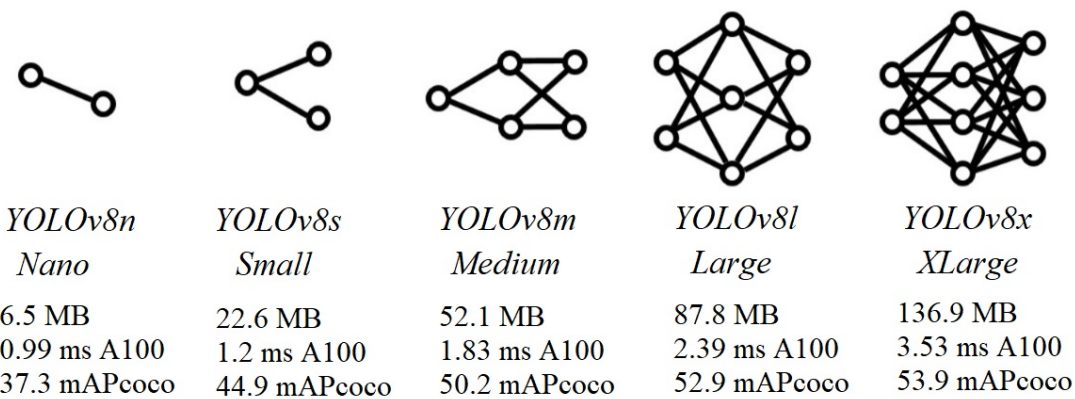 YOLOv8n
Nano
6.5 MB
0.99 ms A100
37.3 mAPcoco
YOLOv8s
Small
22.6 MB
1.2 ms A100
44.9 mAPcoco
YOLOv8m
Medium
52.1 MB
1.83 ms A100
50.2 mAPcoco
YOLOv8l
Large
87.8 MB
2.39 ms A100
52.9 mAPcoco
YOLOv8x
XLarge
136.9 MB
3.53 ms A100
53.9 mAPcoco